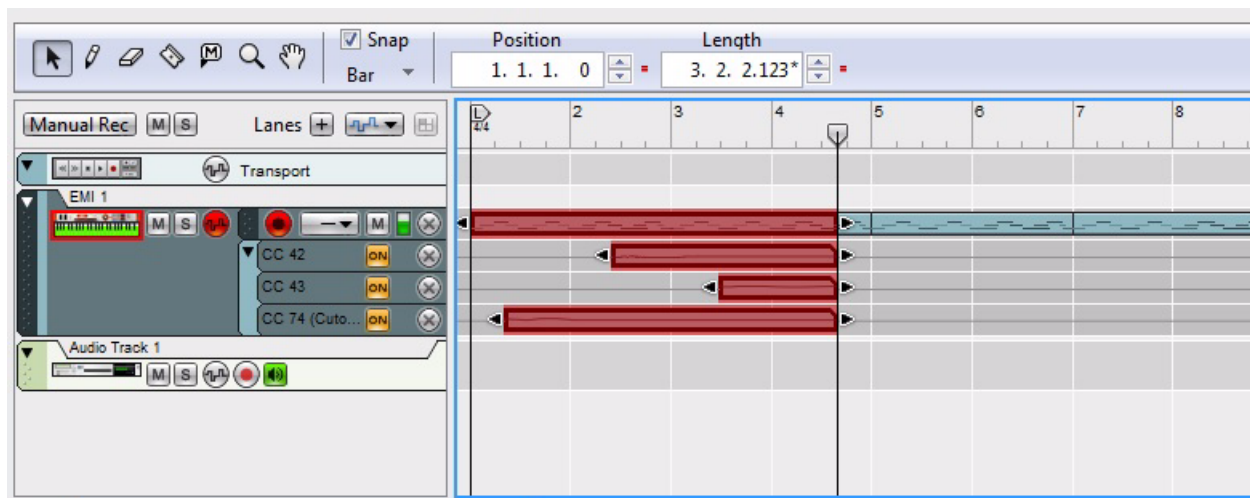 Snap
Position
Length
Bar
1. 1. 1. 0
3. 2. 2.123*
Manual Rec M S
Lanes +
L 2 3 4 5 6 7 8
4/4
Transport
EMI 1
M S M
CC 42 ON
CC 43 ON
CC 74 (Cuto... ON
Audio Track 1
M S